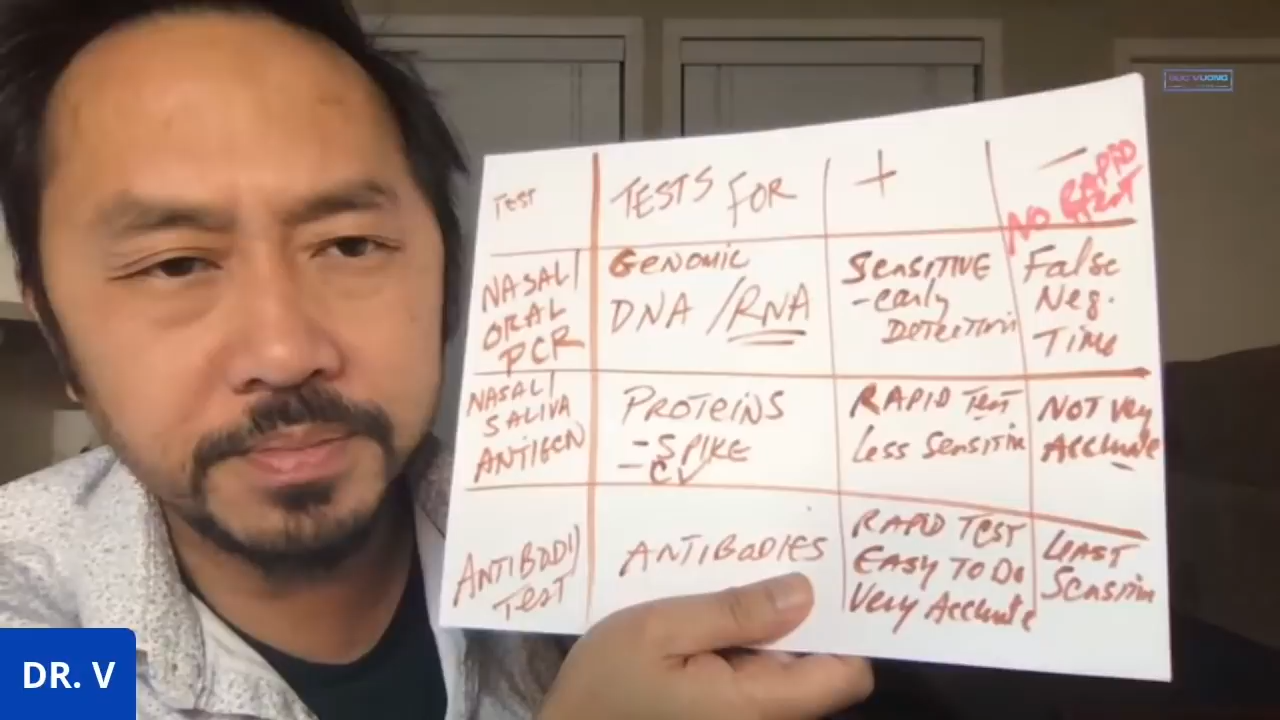 DUC VUONG
TEST
TESTS FOR
+
-
NO RAPID
NASAL/
ORAL
PCR
GENOMIC
DNA / RNA
SENSITIVE
-early
DETECTION
False
Neg.
TIME
NASAL/
SALIVA
ANTIGEN
PROTEINS
- SPIKE
RAPID TEST
Less Sensitive
NOT Very
Accurate
ANTIBODY
TEST
ANTIBODIES
RAPID TEST
EASY TO DO
Very Accurate
LEAST
Sensitive
DR. V